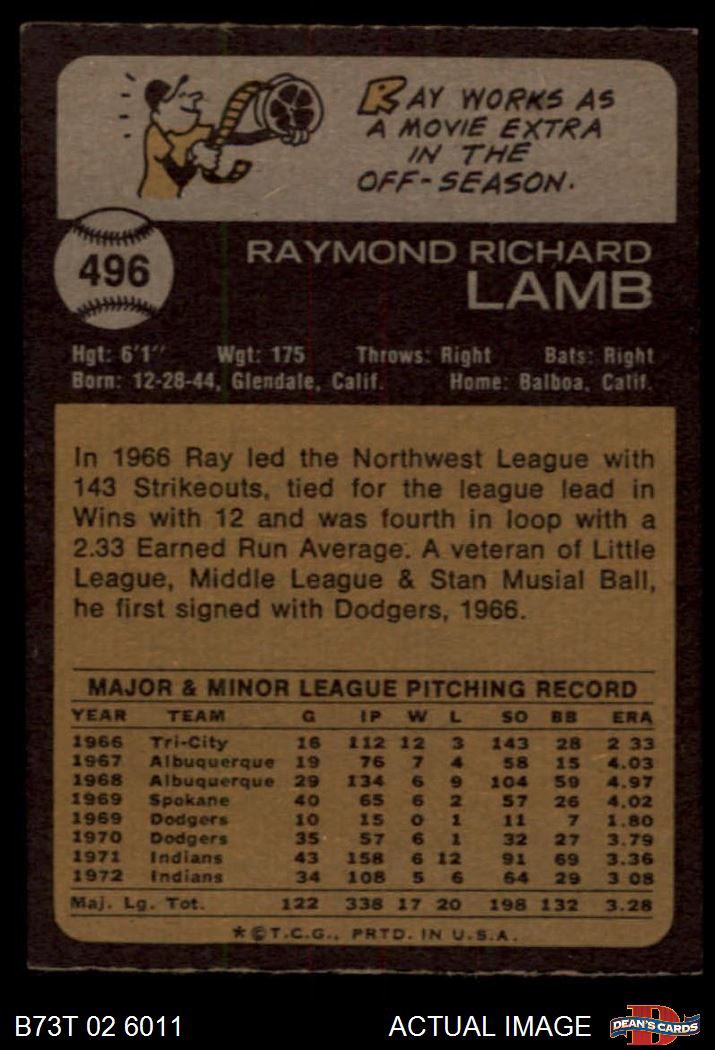 RAY WORKS AS
A MOVIE EXTRA
IN THE
OFF-SEASON.
496
RAYMOND RICHARD
LAMB
Hgt: 6'1" Wgt: 175 Throws: Right Bats: Right
Born: 12-28-44, Glendale, Calif. Home: Balboa, Calif.
In 1966 Ray led the Northwest League with
143 Strikeouts, tied for the league lead in
Wins with 12 and was fourth in loop with a
2.33 Earned Run Average. A veteran of Little
League, Middle League & Stan Musial Ball,
he first signed with Dodgers, 1966.
MAJOR & MINOR LEAGUE PITCHING RECORD
YEAR TEAM G IP W L SO BB ERA
1966 Tri-City 16 112 12 3 143 28 2 33
1967 Albuquerque 19 76 7 4 58 15 4.03
1968 Albuquerque 29 134 6 9 104 59 4.97
1969 Spokane 40 65 6 2 57 26 4.02
1969 Dodgers 10 15 0 1 11 7 1.80
1970 Dodgers 35 57 6 1 32 27 3.79
1971 Indians 43 158 6 12 91 69 3.36
1972 Indians 34 108 5 6 64 29 3 08
Maj. Lg. Tot. 122 338 17 20 198 132 3.28
*©T.C.G., PRTD. IN U.S.A.
B73T 02 6011 ACTUAL IMAGE D DEAN'S CARDS